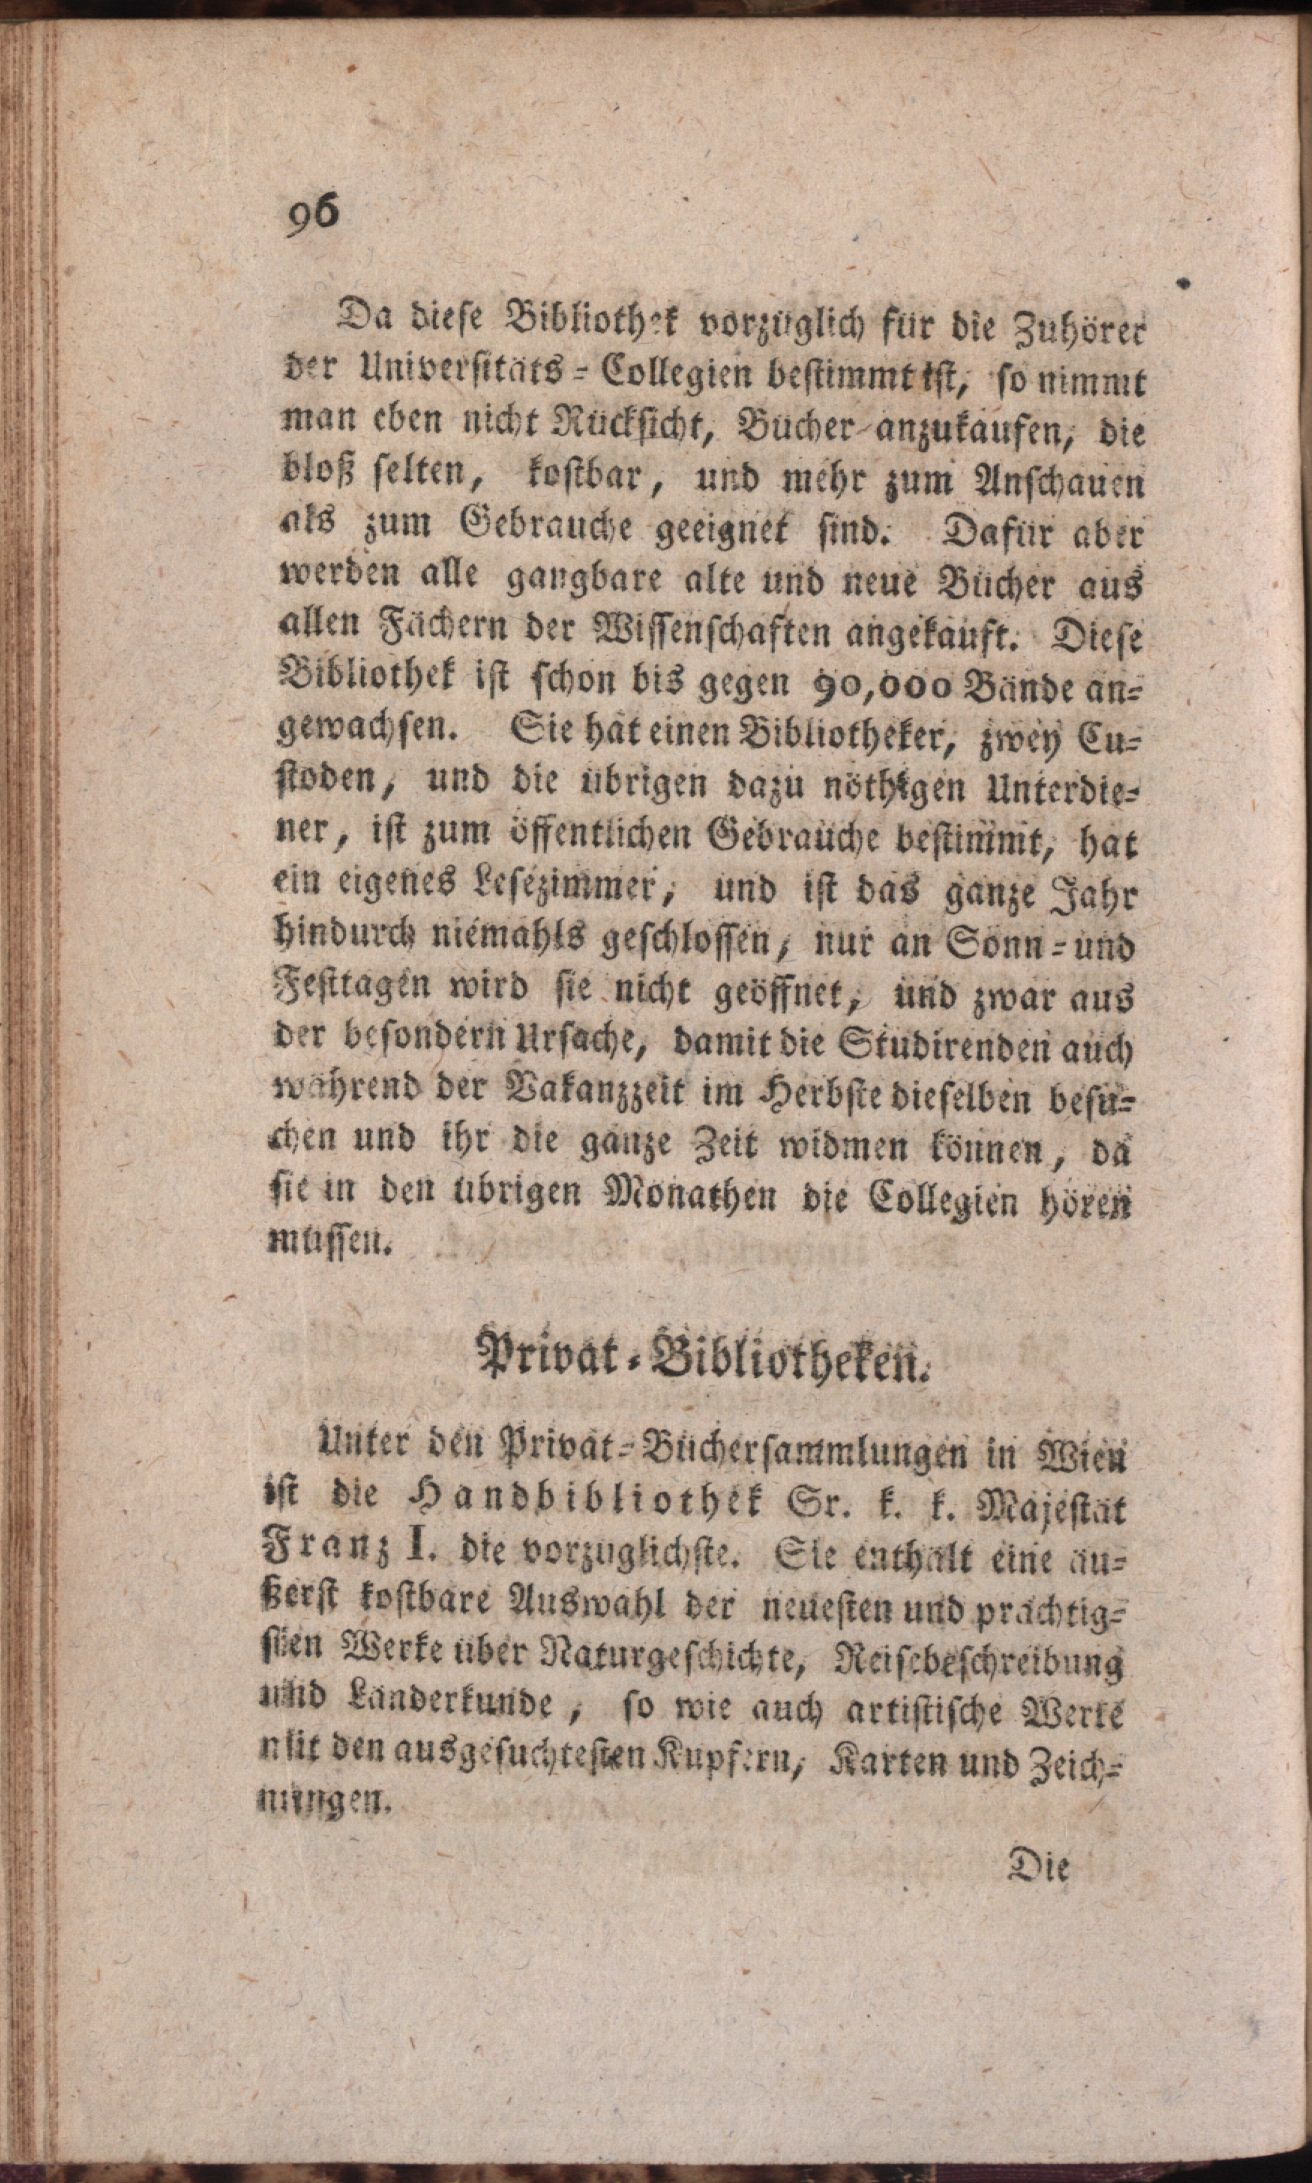 96
Da diese Bibliothek vorzüglich für die Zuhörer
der Universitäts-Collegien bestimmt ist, so nimmt
man eben nicht Rücksicht, Bücher anzukaufen, die
bloß selten, kostbar, und mehr zum Anschauen
als zum Gebrauche geeignet sind. Dafür aber
werden alle gangbare alte und neue Bücher aus
allen Fächern der Wissenschaften angekauft. Diese
Bibliothek ist schon bis gegen 90,000 Bände an-
gewachsen. Sie hat einen Bibliotheker, zwey Cu-
stoden, und die übrigen dazu nöthigen Unterdie-
ner, ist zum öffentlichen Gebrauche bestimmt, hat
ein eigenes Lesezimmer, und ist das ganze Jahr
hindurch niemahls geschlossen, nur an Sonn- und
Festtagen wird sie nicht geöffnet, und zwar aus
der besondern Ursache, damit die Studirenden auch
während der Vakanzzeit im Herbste dieselben besu-
chen und ihr die ganze Zeit widmen können, da
sie in den übrigen Monathen die Collegien hören
müssen.
Privat-Bibliotheken.
Unter den Privat-Büchersammlungen in Wien
ist die Handbibliothek Sr. k. k. Majestät
Franz I. die vorzüglichste. Sie enthält eine äu-
ßerst kostbare Auswahl der neuesten und prächtig-
sten Werke über Naturgeschichte, Reisebeschreibung
und Länderkunde, so wie auch artistische Werke
mit den ausgesuchtesten Kupfern, Karten und Zeich-
nungen.
Die